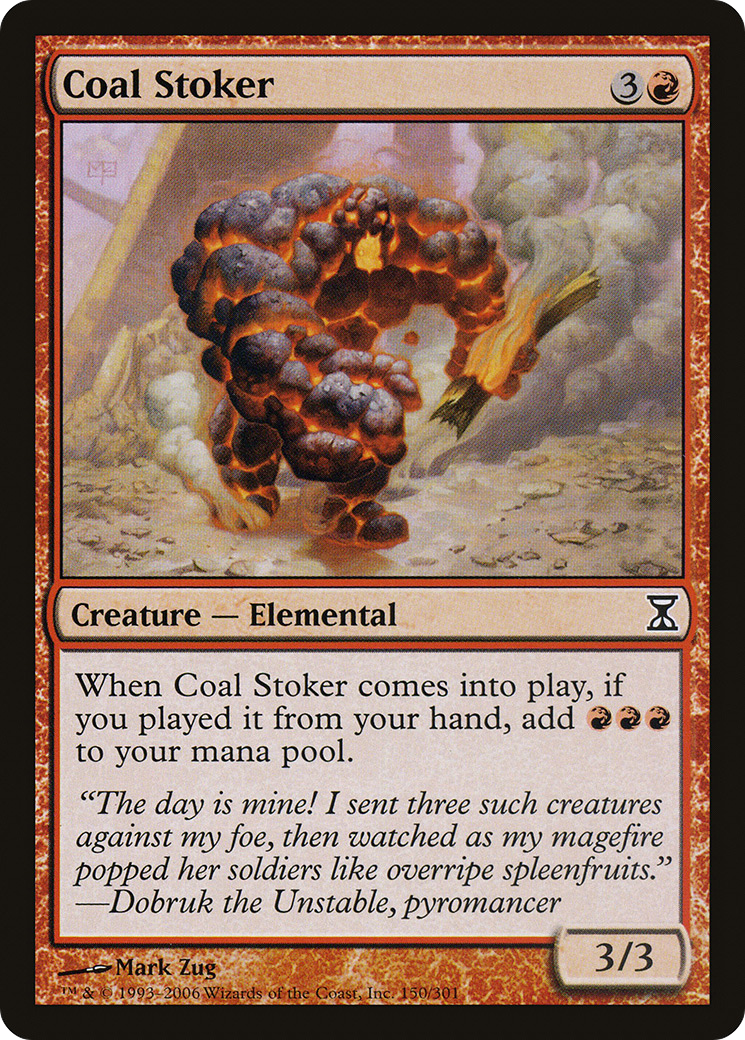 Coal Stoker 3
Creature — Elemental
When Coal Stoker comes into play, if
you played it from your hand, add
to your mana pool.
“The day is mine! I sent three such creatures
against my foe, then watched as my magefire
popped her soldiers like overripe spleenfruits.”
—Dobruk the Unstable, pyromancer
3/3
Mark Zug
™ & © 1993–2006 Wizards of the Coast, Inc. 150/301